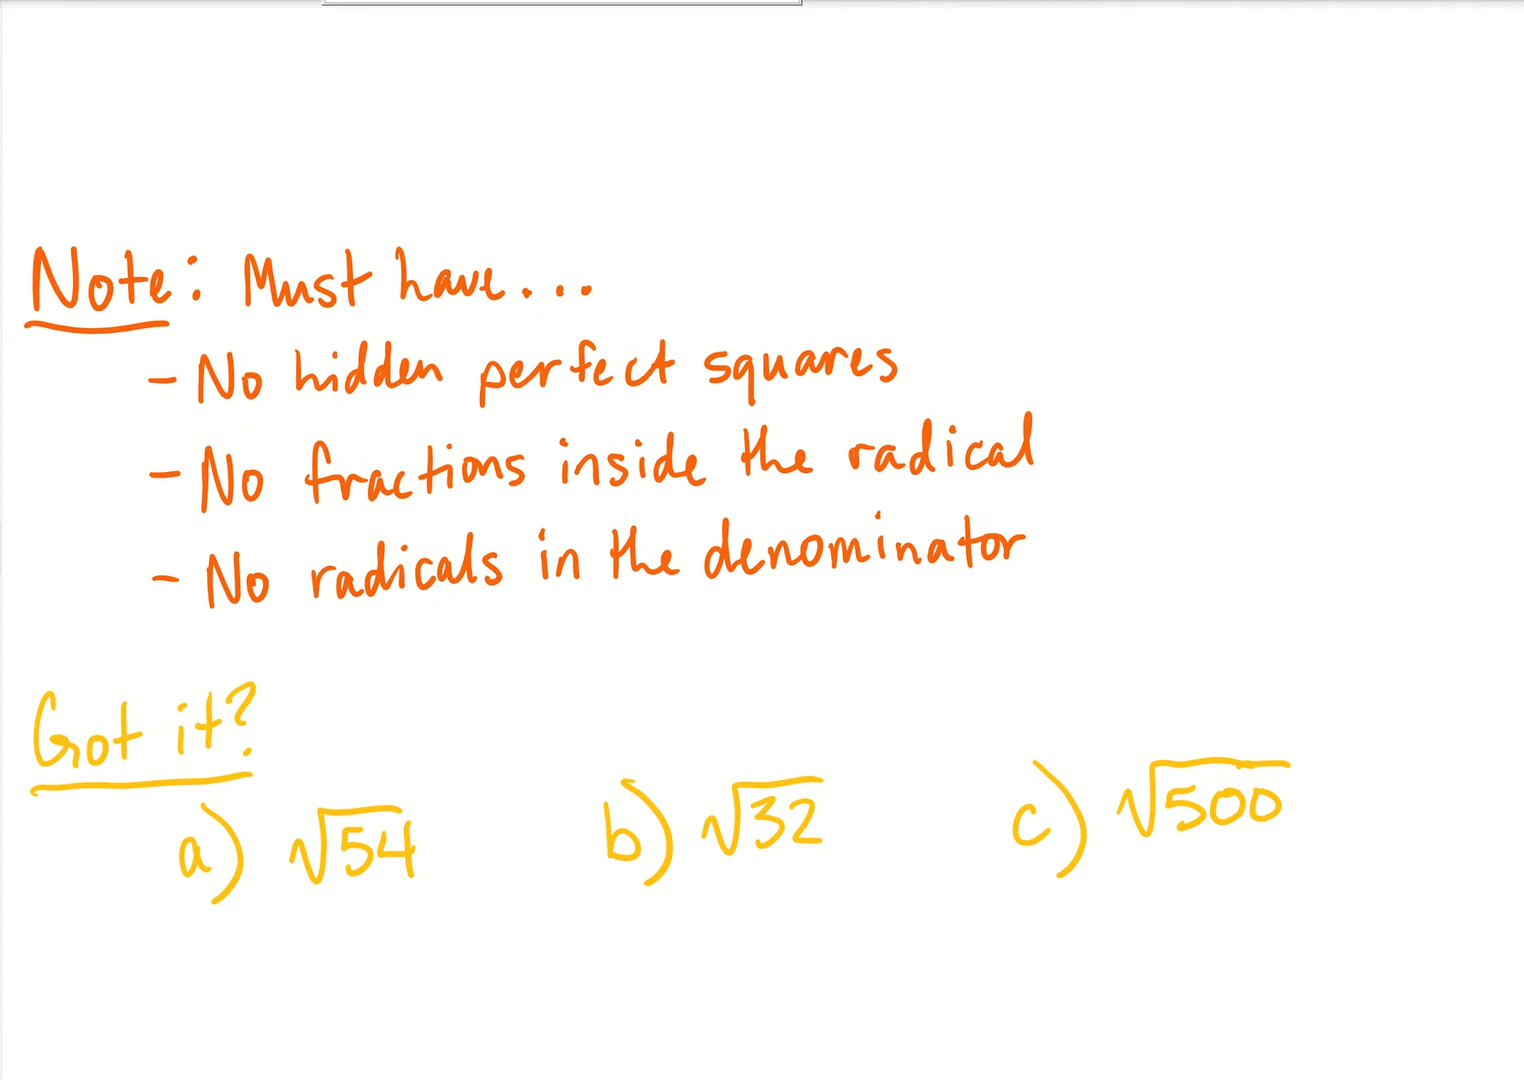 Note: Must have...
- No hidden perfect squares
- No fractions inside the radical
- No radicals in the denominator
Got it?
a) √54 b) √32 c) √500